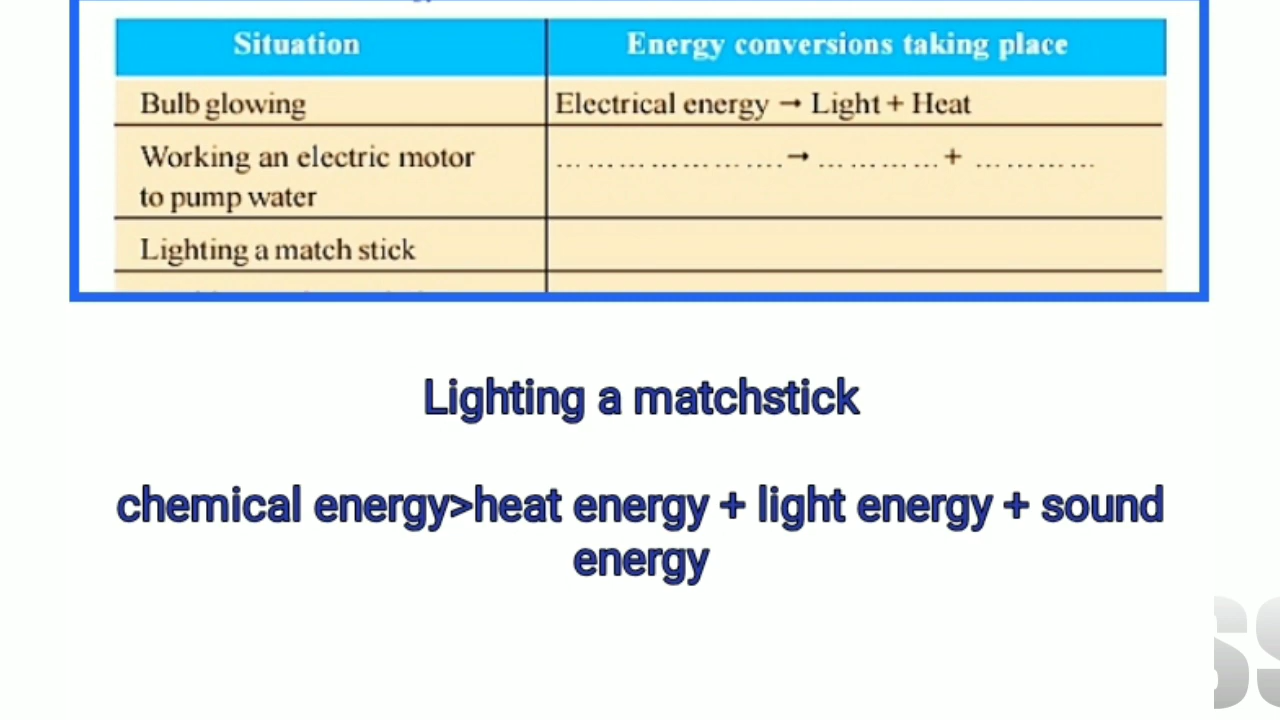 Situation
Energy conversions taking place
Bulb glowing
Electrical energy → Light + Heat
Working an electric motor
to pump water
… … … … … … … …. → … … … … + … … … …
Lighting a match stick
Lighting a matchstick
chemical energy>heat energy + light energy + sound
energy